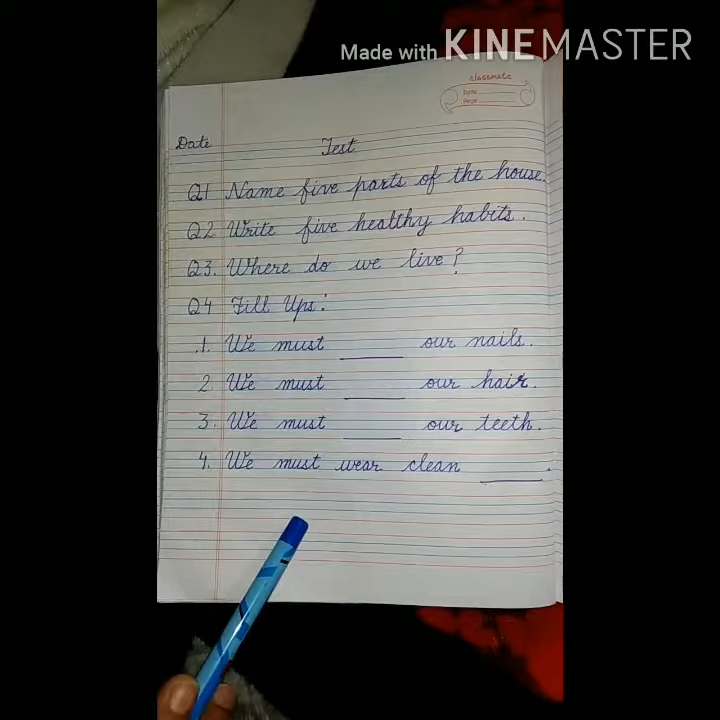 Made with KINEMASTER
classmate
Date
Page
Date Test
Q1 Name five parts of the house.
Q2 Write five healthy habits.
Q3. Where do we live?
Q4 Fill Ups:
.1. We must ______ our nails.
2. We must ______ our hair.
3. We must ______ our teeth.
4. We must wear clean ______.